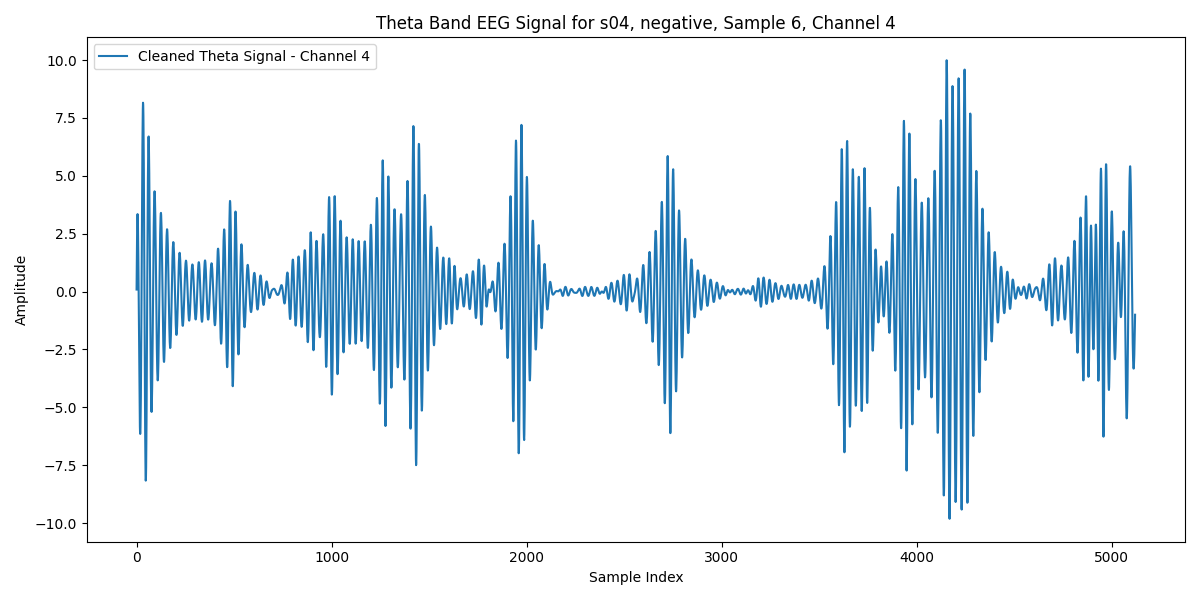 Theta Band EEG Signal for s04, negative, Sample 6, Channel 4
Cleaned Theta Signal - Channel 4
10.0
7.5
5.0
2.5
0.0
−2.5
−5.0
−7.5
−10.0
Amplitude
0 1000 2000 3000 4000 5000
Sample Index